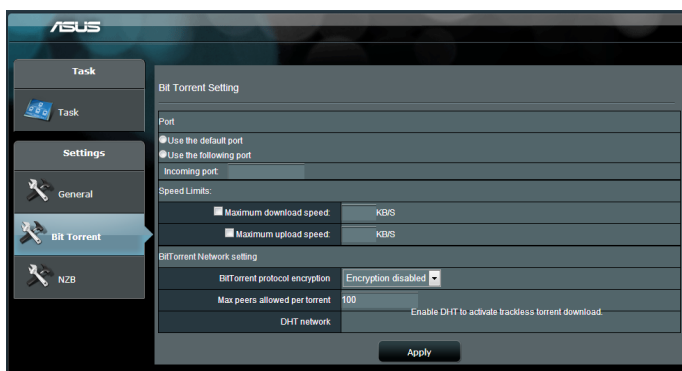 ASUS
Task
Task
Settings
General
Bit Torrent
NZB
Bit Torrent Setting
Port
Use the default port
Use the following port
Incoming port:
Speed Limits:
Maximum download speed: KB/S
Maximum upload speed: KB/S
BitTorrent Network setting
BitTorrent protocol encryption Encryption disabled
Max peers allowed per torrent 100
DHT network Enable DHT to activate trackless torrent download.
Apply